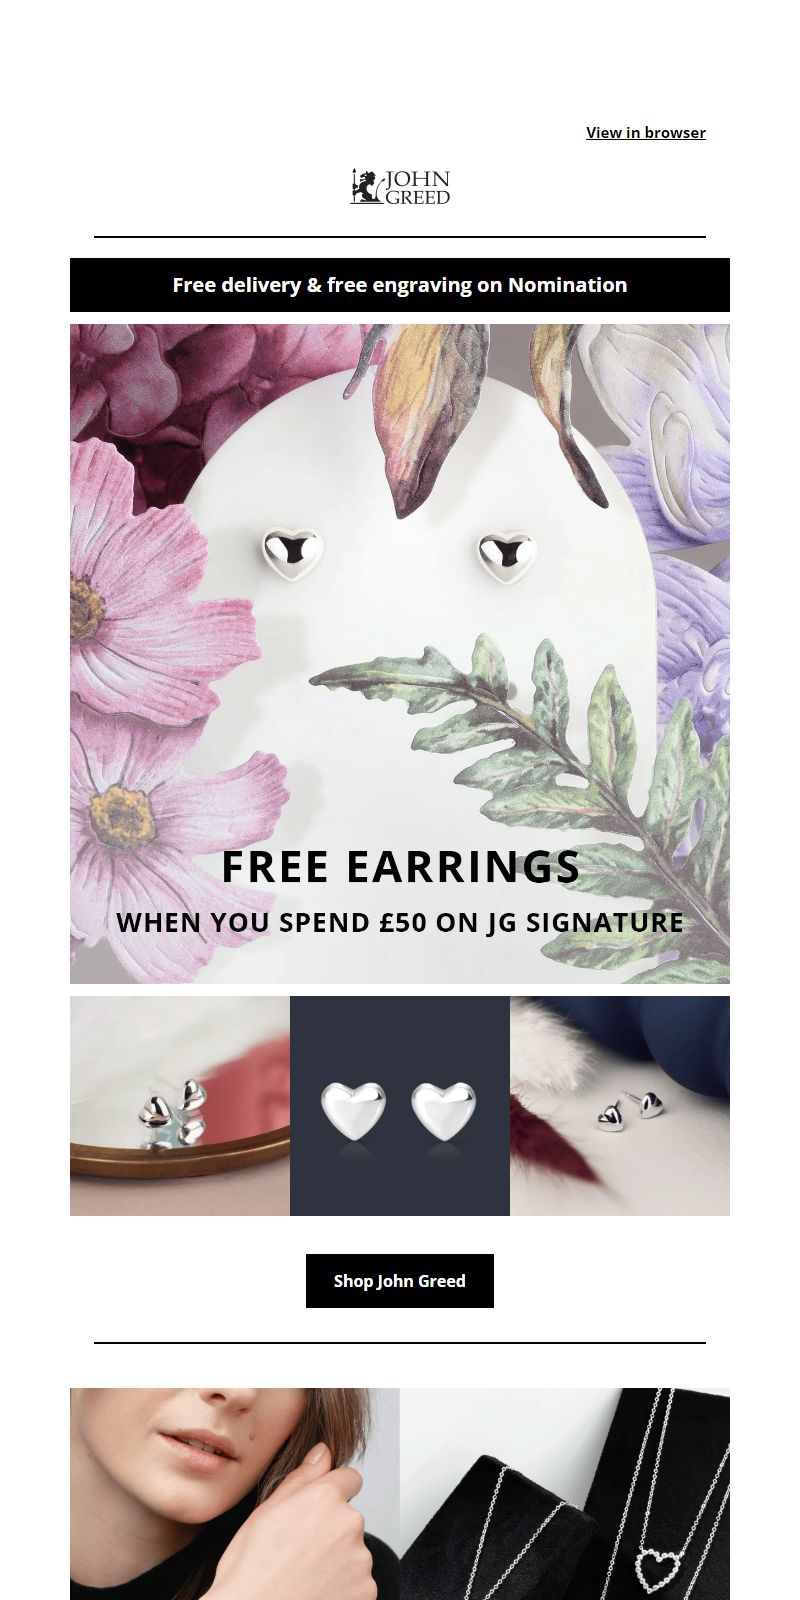 View in browser
JOHN
GREED
Free delivery & free engraving on Nomination
FREE EARRINGS
WHEN YOU SPEND £50 ON JG SIGNATURE
Shop John Greed